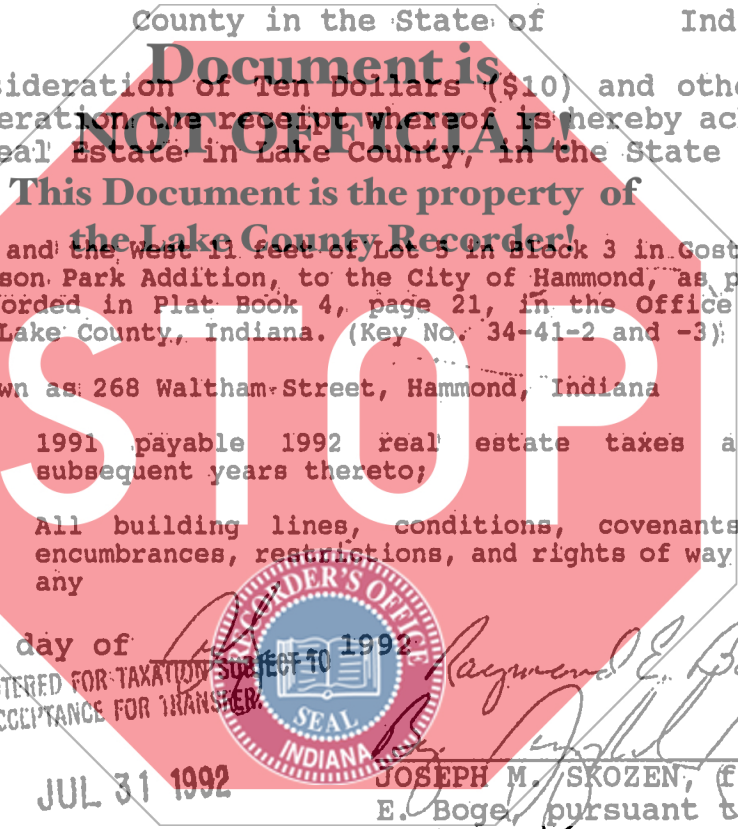 County in the State of Ind
Document is
sideration of Ten Dollars ($10) and othe
NOT OFFICIAL!
eration the receipt whereof is hereby ac
eal Estate in Lake County, in the State
This Document is the property of
the Lake County Recorder!
and the West 11 feet of Lot 5 in Block 3 in Gost
son Park Addition, to the City of Hammond, as p
orded in Plat Book 4, page 21, in the Office
Lake County, Indiana. (Key No. 34-41-2 and -3)
STOP
wn as 268 Waltham Street, Hammond, Indiana
1991 payable 1992 real estate taxes a
subsequent years thereto;
All building lines, conditions, covenants
encumbrances, restrictions, and rights of way
any
RECORDER'S OFFICE
day of 1992
Raymond E. Bo
TERED FOR TAXATION SUBJECT TO
CCEPTANCE FOR TRANSFER.
SEAL
INDIANA
JUL 31 1992
JOSEPH M. SKOZEN, f
E. Boge, pursuant t